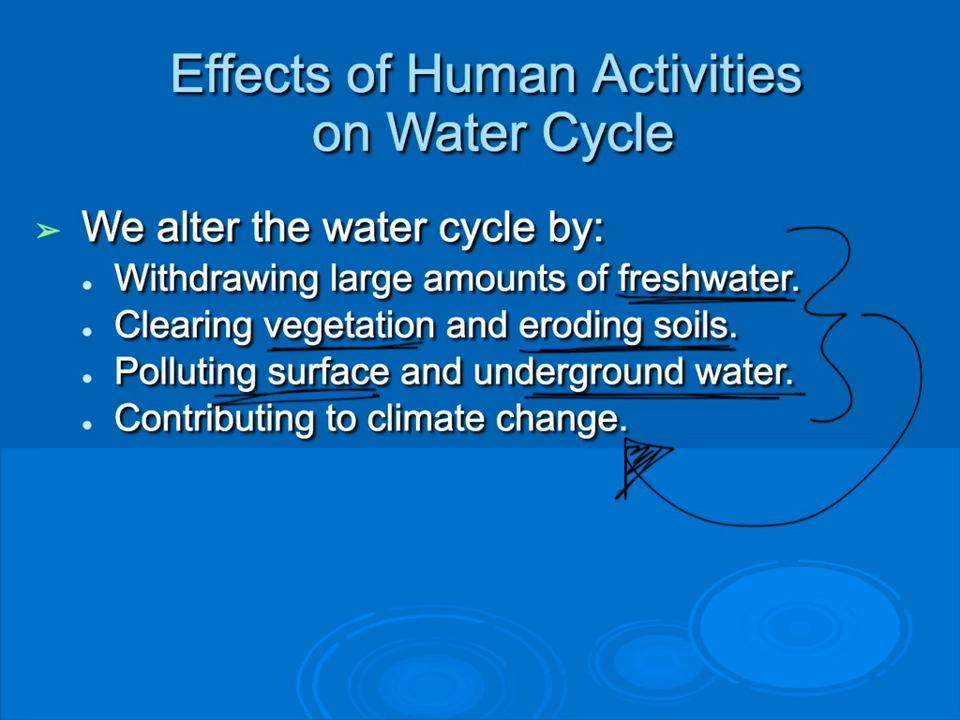 Effects of Human Activities
on Water Cycle
➢ We alter the water cycle by:
• Withdrawing large amounts of freshwater.
• Clearing vegetation and eroding soils.
• Polluting surface and underground water.
• Contributing to climate change.